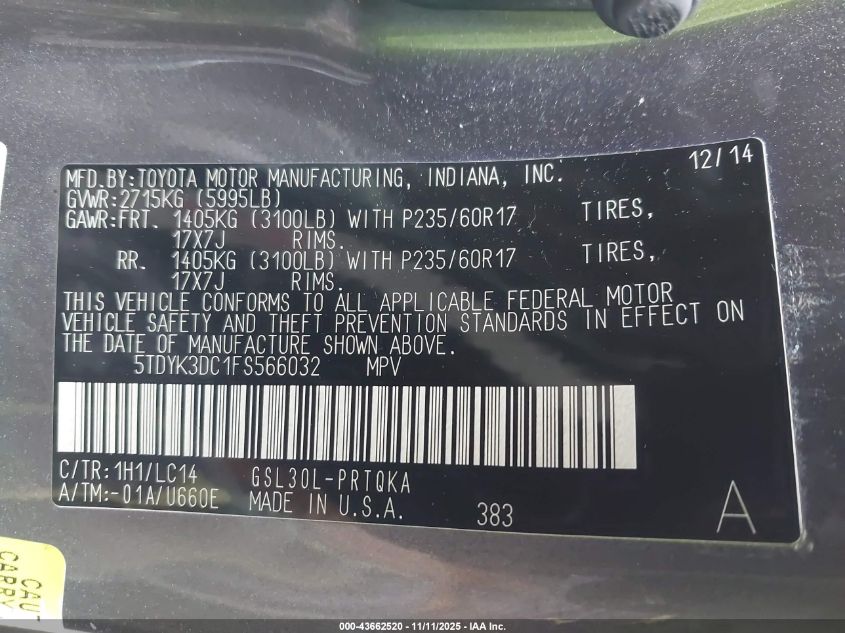 12/14
MFD.BY:TOYOTA MOTOR MANUFACTURING, INDIANA, INC.
GVWR:2715KG (5995LB)
GAWR:FRT. 1405KG (3100LB) WITH P235/60R17 TIRES,
17X7J RIMS.
RR. 1405KG (3100LB) WITH P235/60R17 TIRES,
17X7J RIMS.
THIS VEHICLE CONFORMS TO ALL APPLICABLE FEDERAL MOTOR
VEHICLE SAFETY AND THEFT PREVENTION STANDARDS IN EFFECT ON
THE DATE OF MANUFACTURE SHOWN ABOVE.
5TDYK3DC1FS566032 MPV
C/TR:1H1/LC14 GSL30L-PRTQKA
A/TM:-01A/U660E MADE IN U.S.A. 383 A
CAU-
CARRY
000-43662520 - 11/11/2025 - IAA Inc.